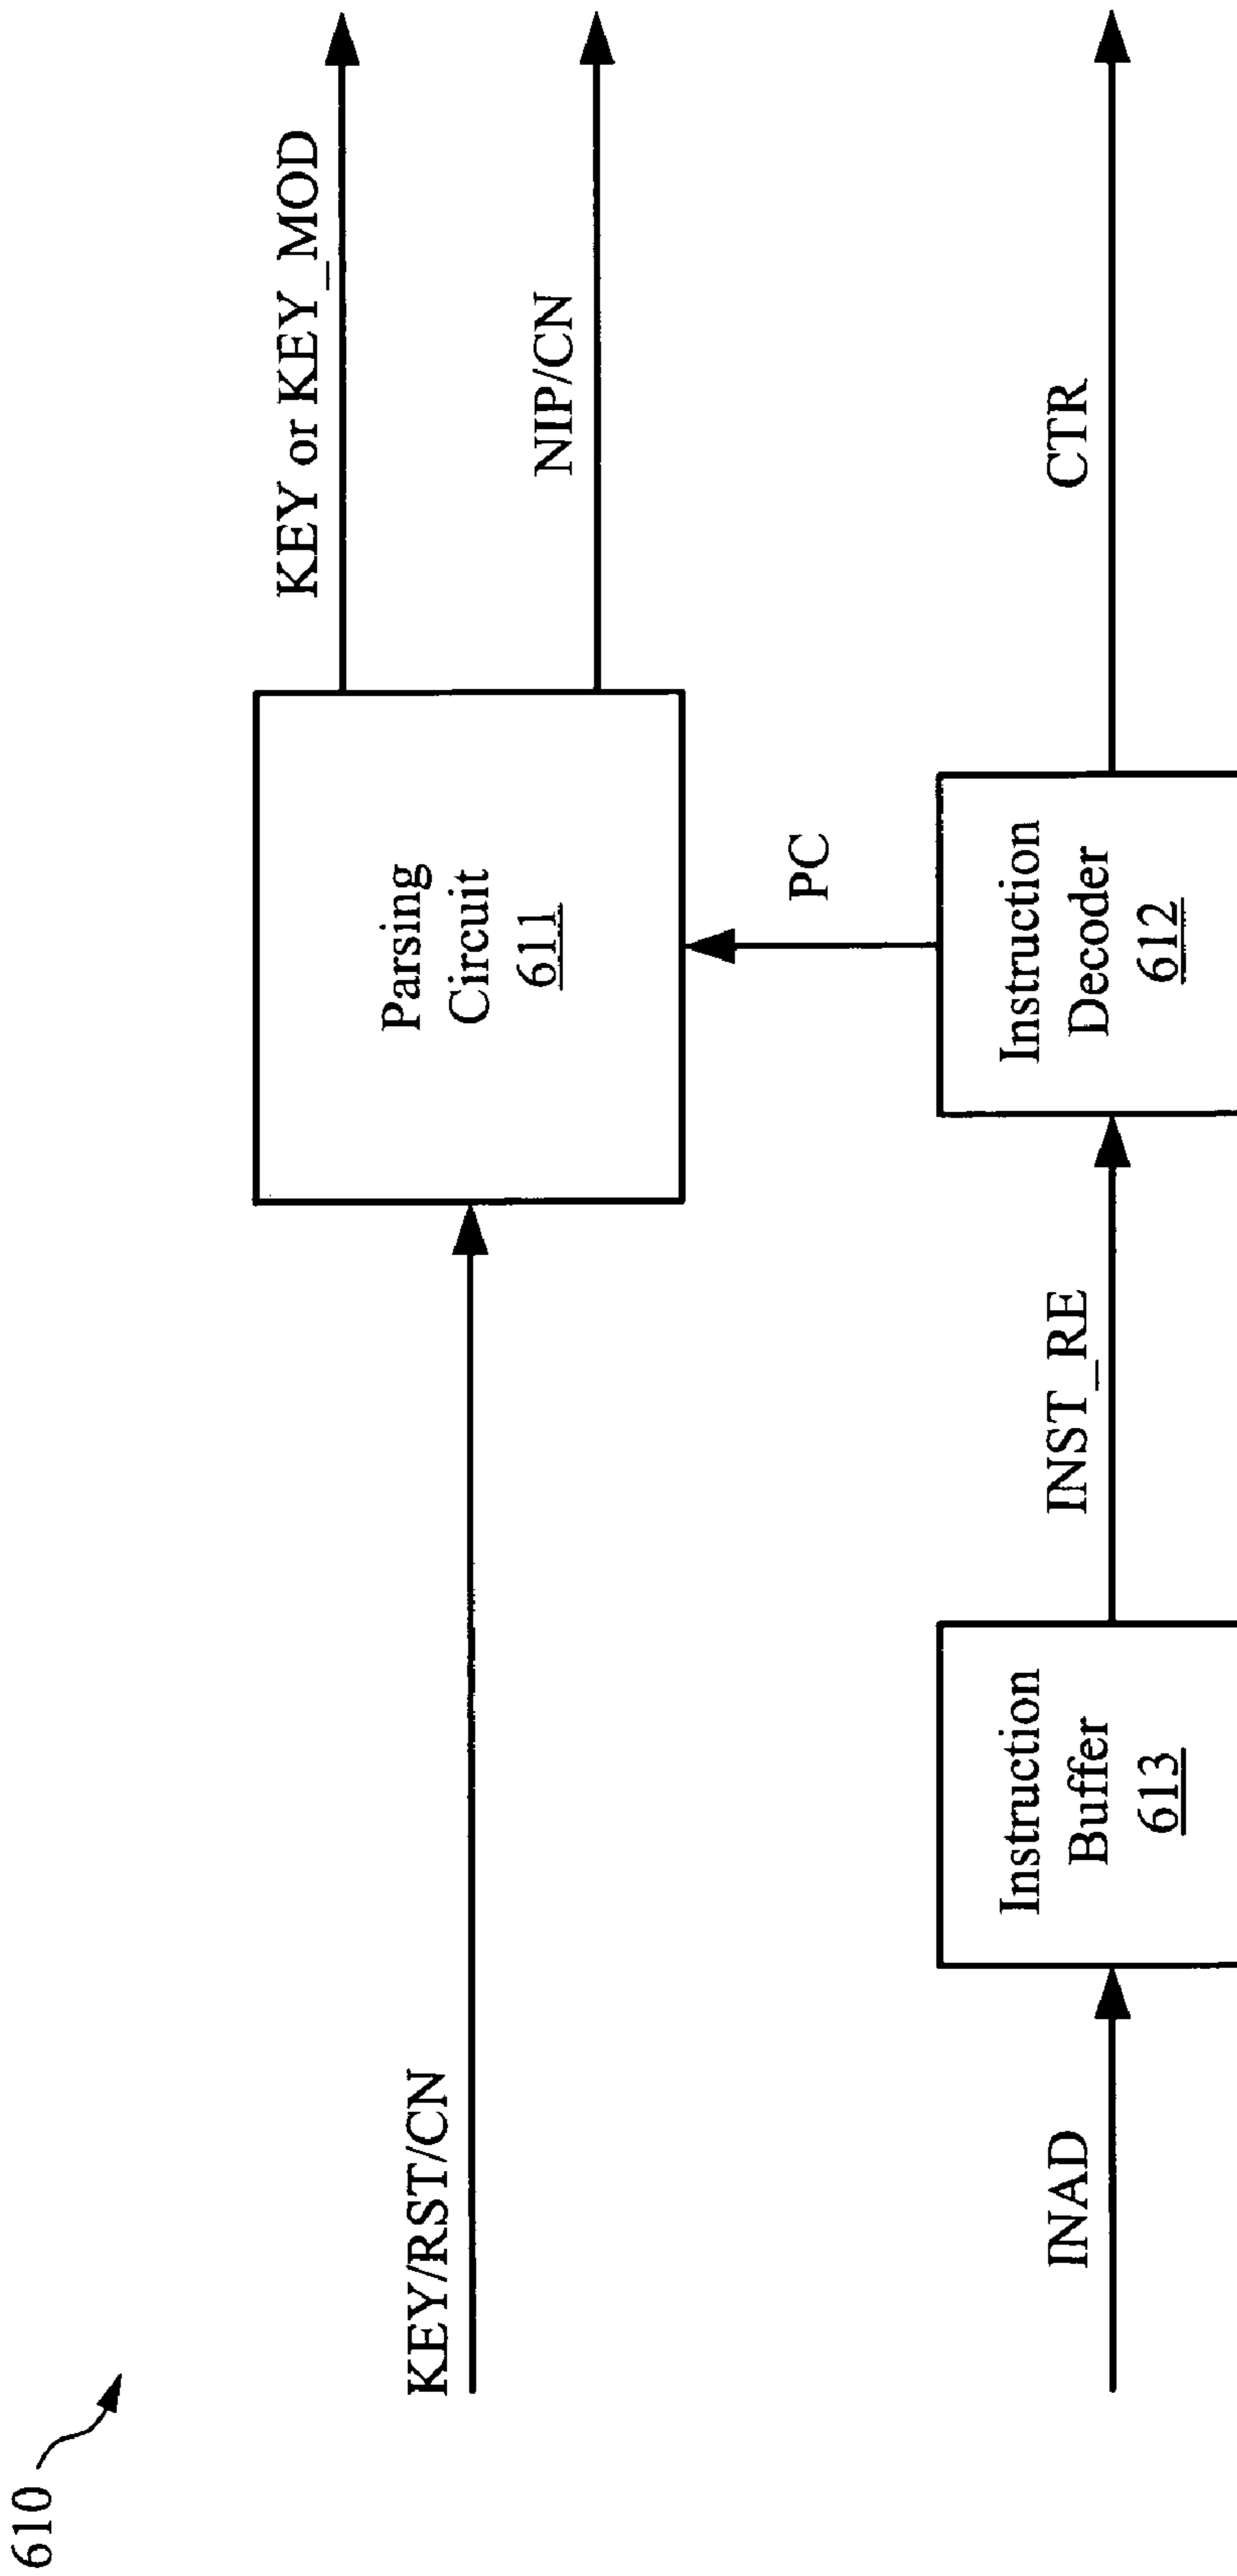 610
KEY/RST/CN
Parsing
Circuit
611
KEY or KEY_MOD
NIP/CN
PC
INAD
Instruction
Buffer
613
INST_RE
Instruction
Decoder
612
CTR